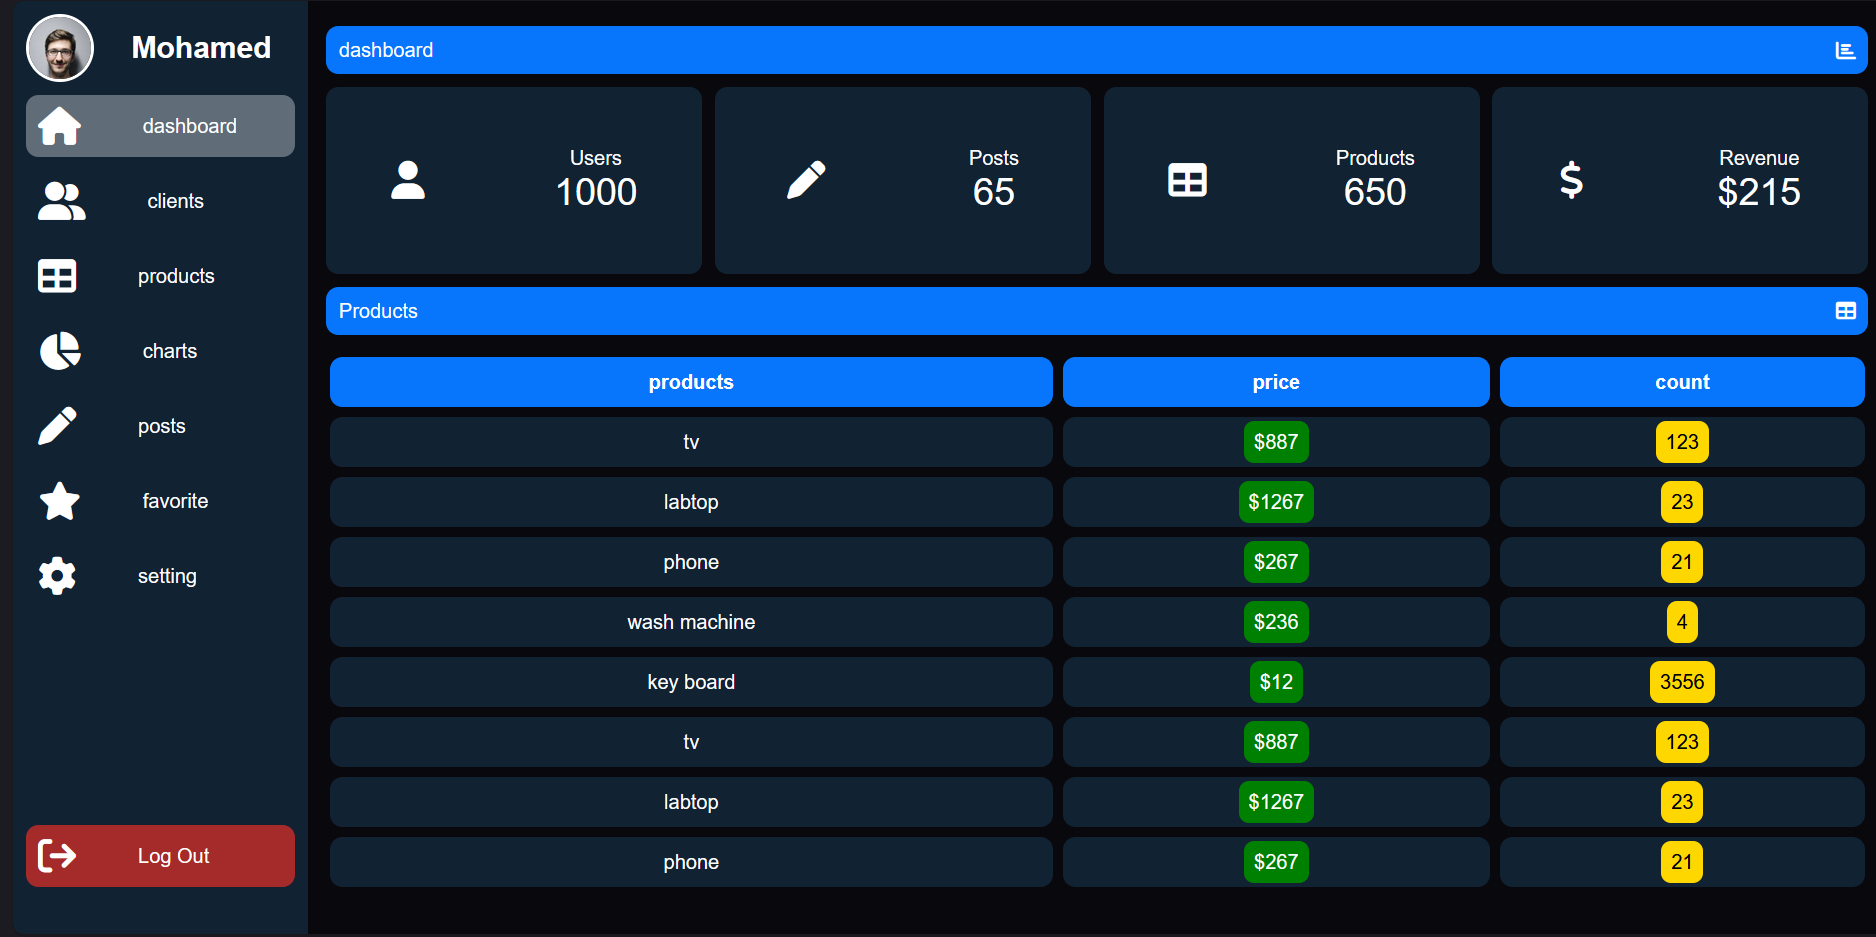 Mohamed
dashboard
clients
products
charts
posts
favorite
setting
Log Out
dashboard
Users
1000
Posts
65
Products
650
Revenue
$215
Products
products price count
tv $887 123
labtop $1267 23
phone $267 21
wash machine $236 4
key board $12 3556
tv $887 123
labtop $1267 23
phone $267 21